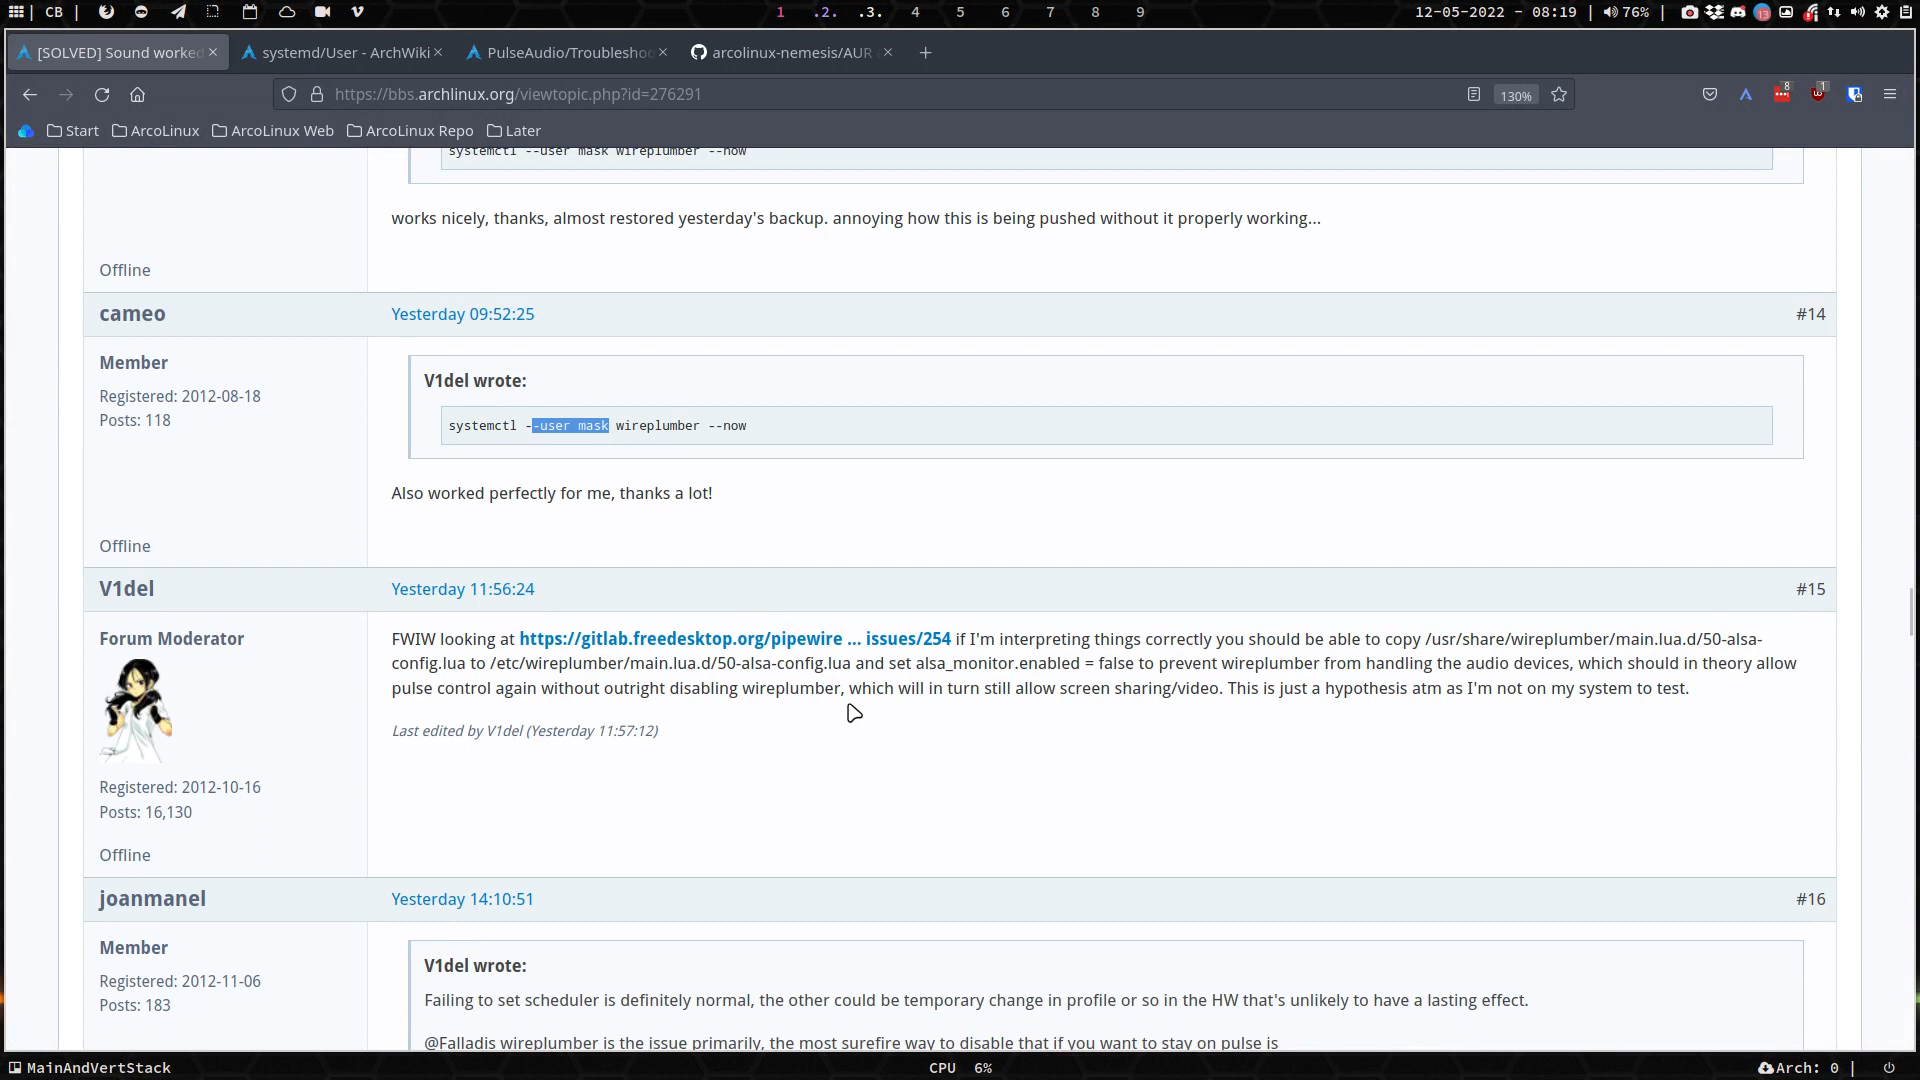 CB
1 .2. .3. 4 5 6 7 8 9
12-05-2022 - 08:19 | 76% | 13
[SOLVED] Sound worked
systemd/User - ArchWiki
PulseAudio/Troubleshoo
arcolinux-nemesis/AUR
https://bbs.archlinux.org/viewtopic.php?id=276291
130%
8
1
Start
ArcoLinux
ArcoLinux Web
ArcoLinux Repo
Later
systemctl --user mask wireplumber --now
works nicely, thanks, almost restored yesterday's backup. annoying how this is being pushed without it properly working...
Offline
cameo
Yesterday 09:52:25
#14
Member
Registered: 2012-08-18
Posts: 118
V1del wrote:
systemctl --user mask wireplumber --now
Also worked perfectly for me, thanks a lot!
Offline
V1del
Yesterday 11:56:24
#15
Forum Moderator
Registered: 2012-10-16
Posts: 16,130
Offline
FWIW looking at https://gitlab.freedesktop.org/pipewire ... issues/254 if I'm interpreting things correctly you should be able to copy /usr/share/wireplumber/main.lua.d/50-alsa-
config.lua to /etc/wireplumber/main.lua.d/50-alsa-config.lua and set alsa_monitor.enabled = false to prevent wireplumber from handling the audio devices, which should in theory allow
pulse control again without outright disabling wireplumber, which will in turn still allow screen sharing/video. This is just a hypothesis atm as I'm not on my system to test.
Last edited by V1del (Yesterday 11:57:12)
joanmanel
Yesterday 14:10:51
#16
Member
Registered: 2012-11-06
Posts: 183
V1del wrote:
Failing to set scheduler is definitely normal, the other could be temporary change in profile or so in the HW that's unlikely to have a lasting effect.
@Falladis wireplumber is the issue primarily, the most surefire way to disable that if you want to stay on pulse is
MainAndVertStack
CPU 6%
Arch: 0